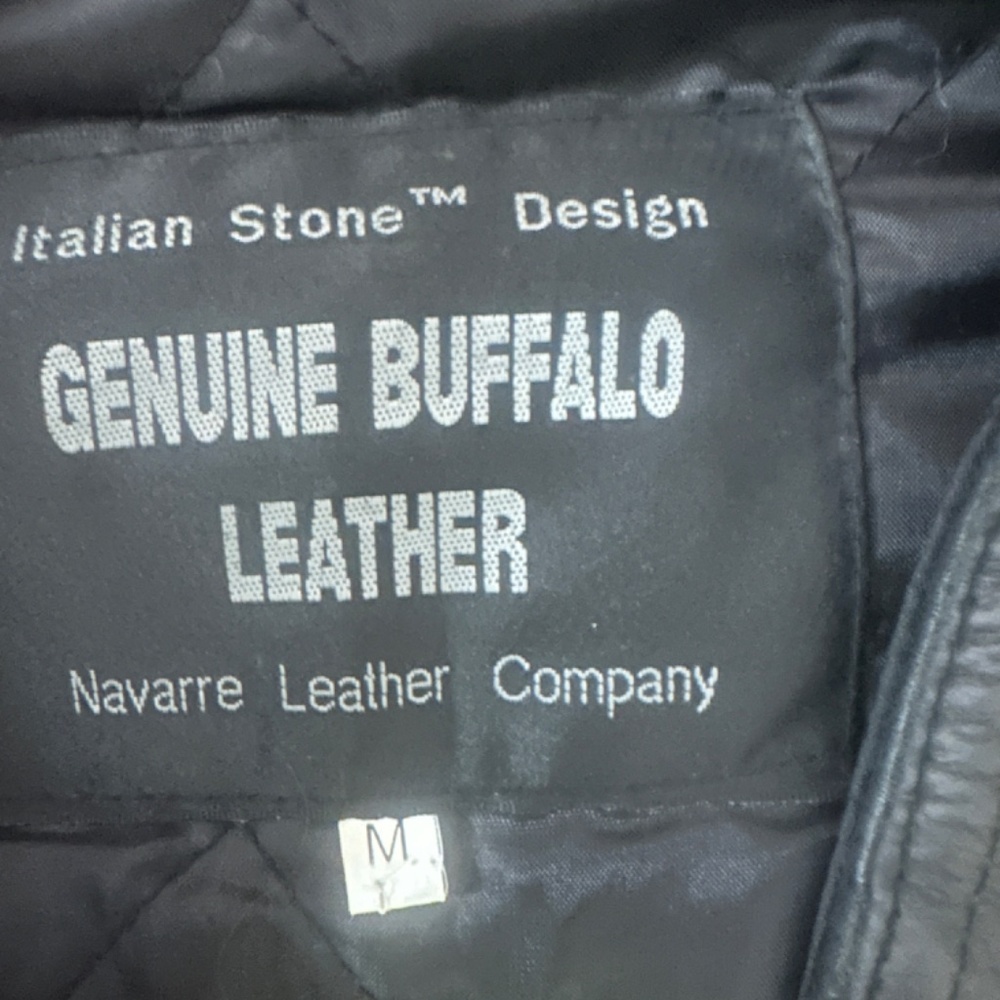 Italian Stone™ Design
GENUINE BUFFALO
LEATHER
Navarre Leather Company
M